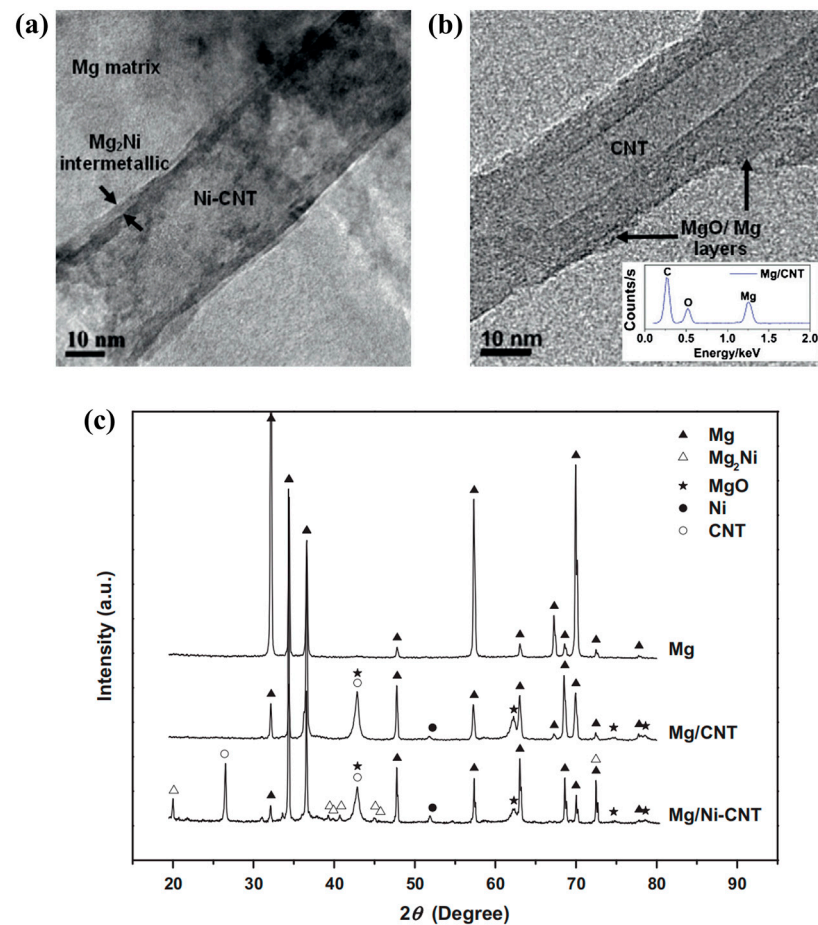 (a)
Mg matrix
Mg₂Ni
intermetallic
Ni-CNT
10 nm
(b)
CNT
MgO/ Mg
layers
Counts/s
C
O
Mg
Mg/CNT
0.0 0.5 1.0 1.5 2.0
Energy/keV
10 nm
(c)
Intensity (a.u.)
Mg
Mg₂Ni
MgO
Ni
CNT
Mg
Mg/CNT
Mg/Ni-CNT
20 30 40 50 60 70 80 90
2θ (Degree)